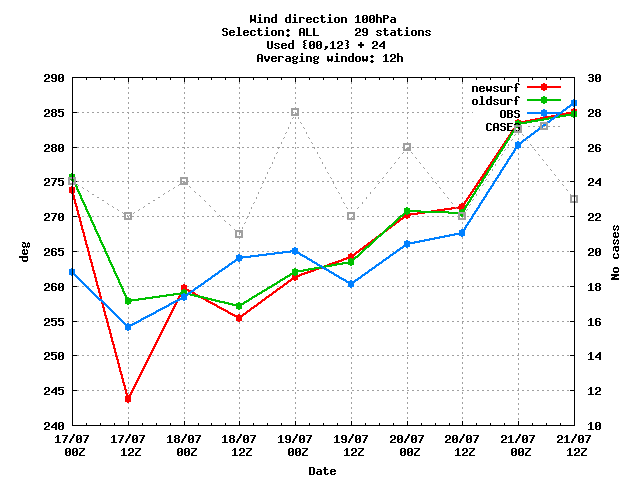 Wind direction 100hPa
Selection: ALL     29 stations
Used {00,12} + 24
Averaging window: 12h
290 30
newsurf
oldsurf
OBS
CASES
285 28
280 26
275 24
270 22
265 20
260 18
255 16
250 14
245 12
240 10
deg
No cases
17/07 17/07 18/07 18/07 19/07 19/07 20/07 20/07 21/07 21/07
00Z 12Z 00Z 12Z 00Z 12Z 00Z 12Z 00Z 12Z
Date